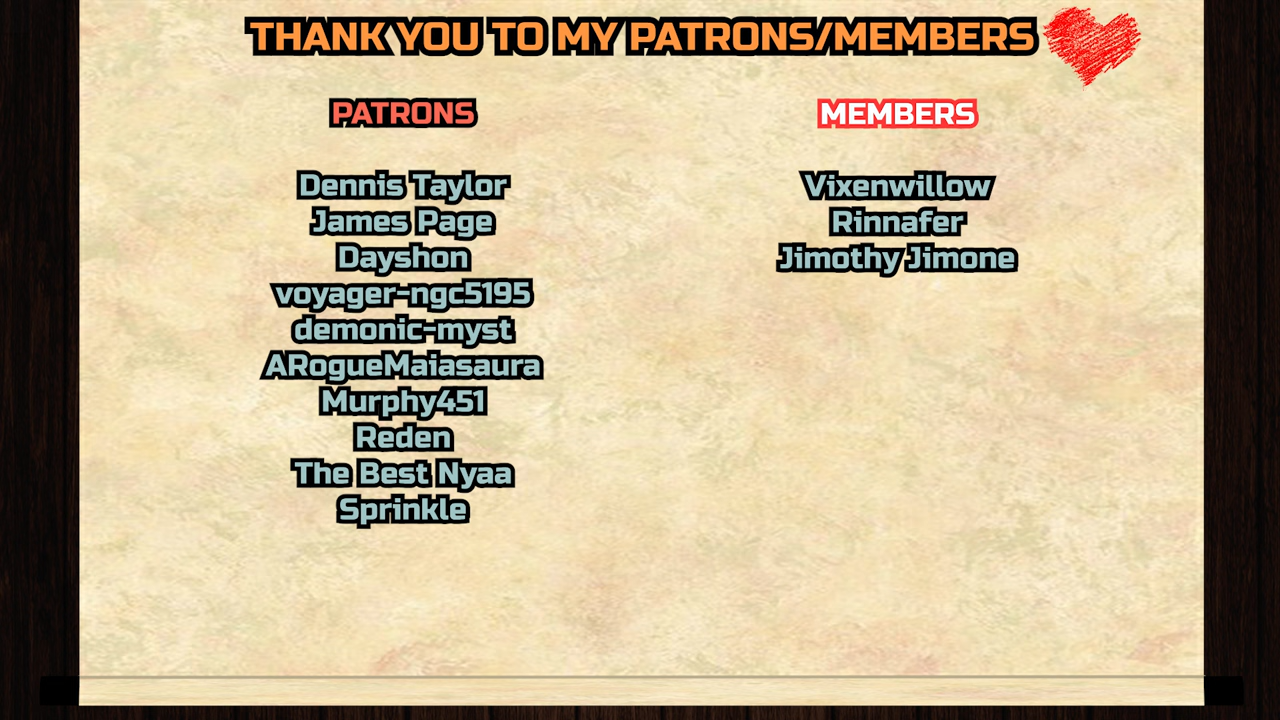 THANK YOU TO MY PATRONS/MEMBERS
PATRONS
Dennis Taylor
James Page
Dayshon
voyager-ngc5195
demonic-myst
ARogueMaiasaura
Murphy451
Reden
The Best Nyaa
Sprinkle
MEMBERS
Vixenwillow
Rinnafer
Jimothy Jimone